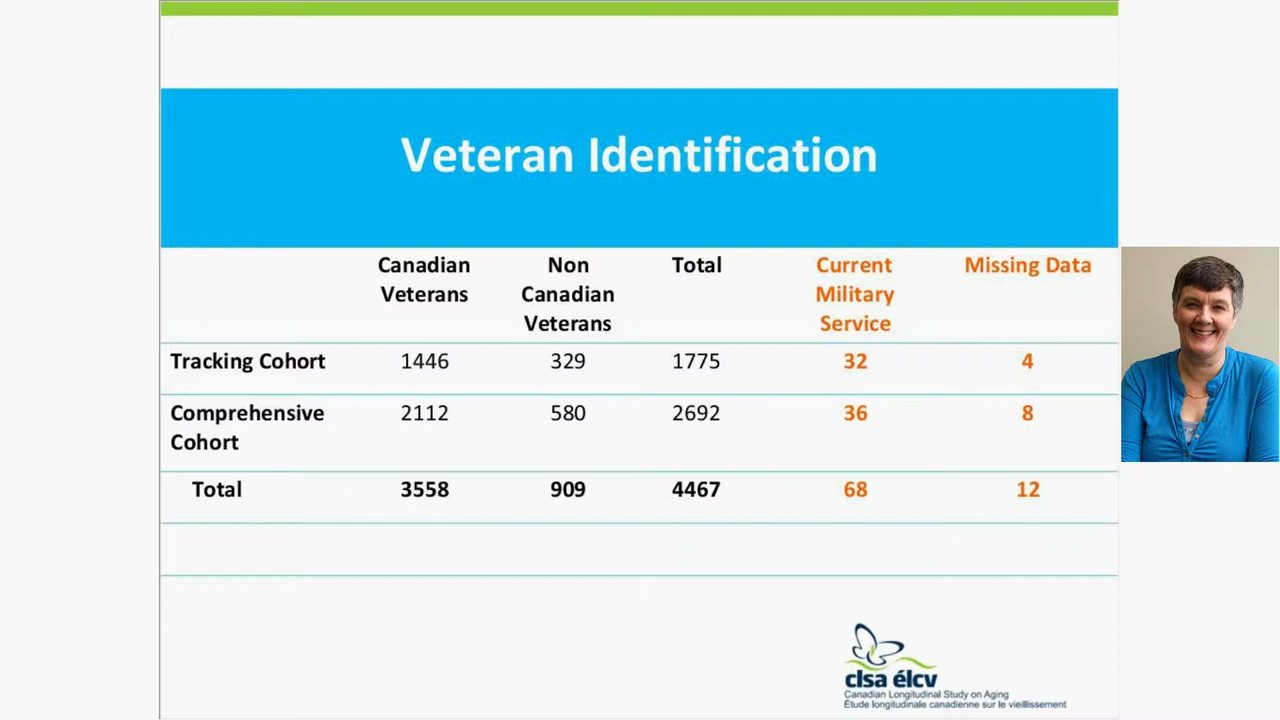 Veteran Identification
Canadian Veterans Non Canadian Veterans Total Current Military Service Missing Data
Tracking Cohort 1446 329 1775 32 4
Comprehensive Cohort 2112 580 2692 36 8
Total 3558 909 4467 68 12
clsa élcv
Canadian Longitudinal Study on Aging
Étude longitudinale canadienne sur le vieillissement